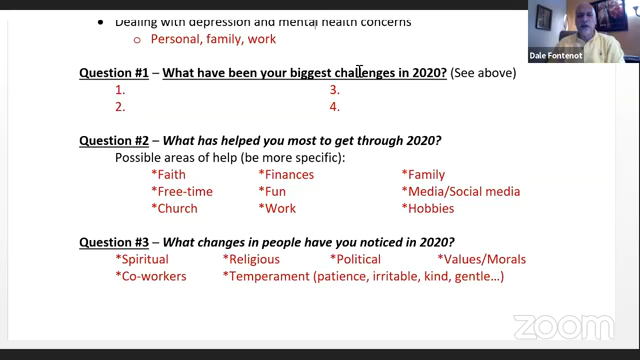 • Dealing with depression and mental health concerns
o Personal, family, work
Question #1 – What have been your biggest challenges in 2020? (See above)
1. 3.
2. 4.
Question #2 – What has helped you most to get through 2020?
Possible areas of help (be more specific):
*Faith *Finances *Family
*Free-time *Fun *Media/Social media
*Church *Work *Hobbies
Question #3 – What changes in people have you noticed in 2020?
*Spiritual *Religious *Political *Values/Morals
*Co-workers *Temperament (patience, irritable, kind, gentle…)
Dale Fontenot
zoom